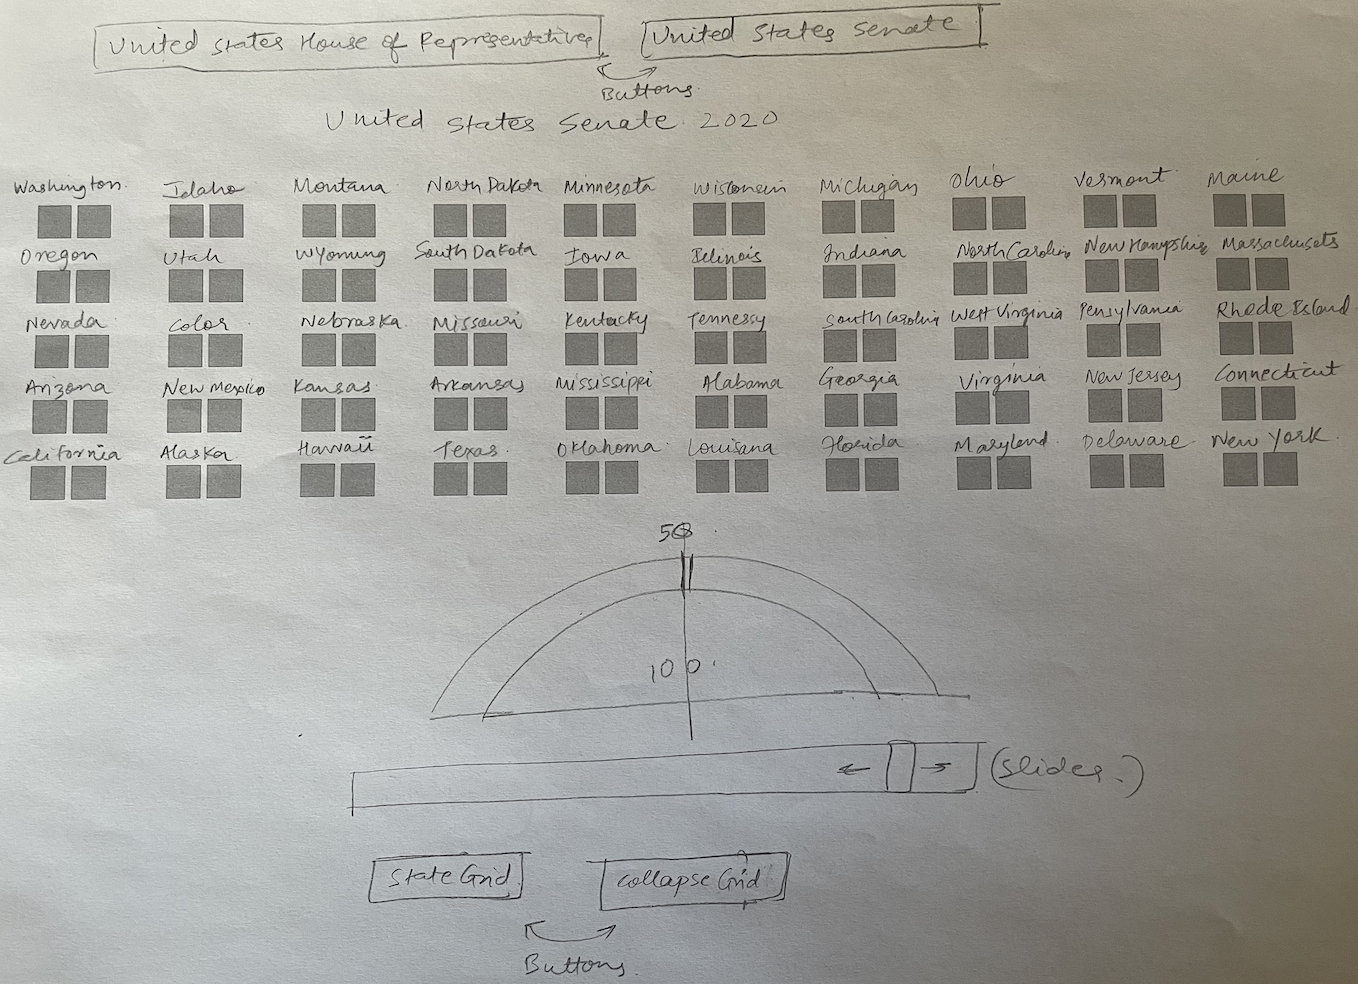 United States House of Representatives United States Senate
Buttons
United States Senate 2020
Washington Idaho Montana North Dakota Minnesota Wisconsin Michigan Ohio Vermont Maine
Oregon Utah Wyoming South Dakota Iowa Illinois Indiana North Carolina New Hampshire Massachusets
Nevada Color Nebraska Missouri Kentucky Tennessy South Carolina West Virginia Pensylvania Rhode Island
Arizona New Mexico Kansas Arkansas Mississippi Alabama Georgia Virginia New Jersey Connecticut
California Alaska Hawaii Texas Oklahoma Louisana Florida Maryland Delaware New York
50
100
(Slider)
State Grid Collapse Grid
Buttons